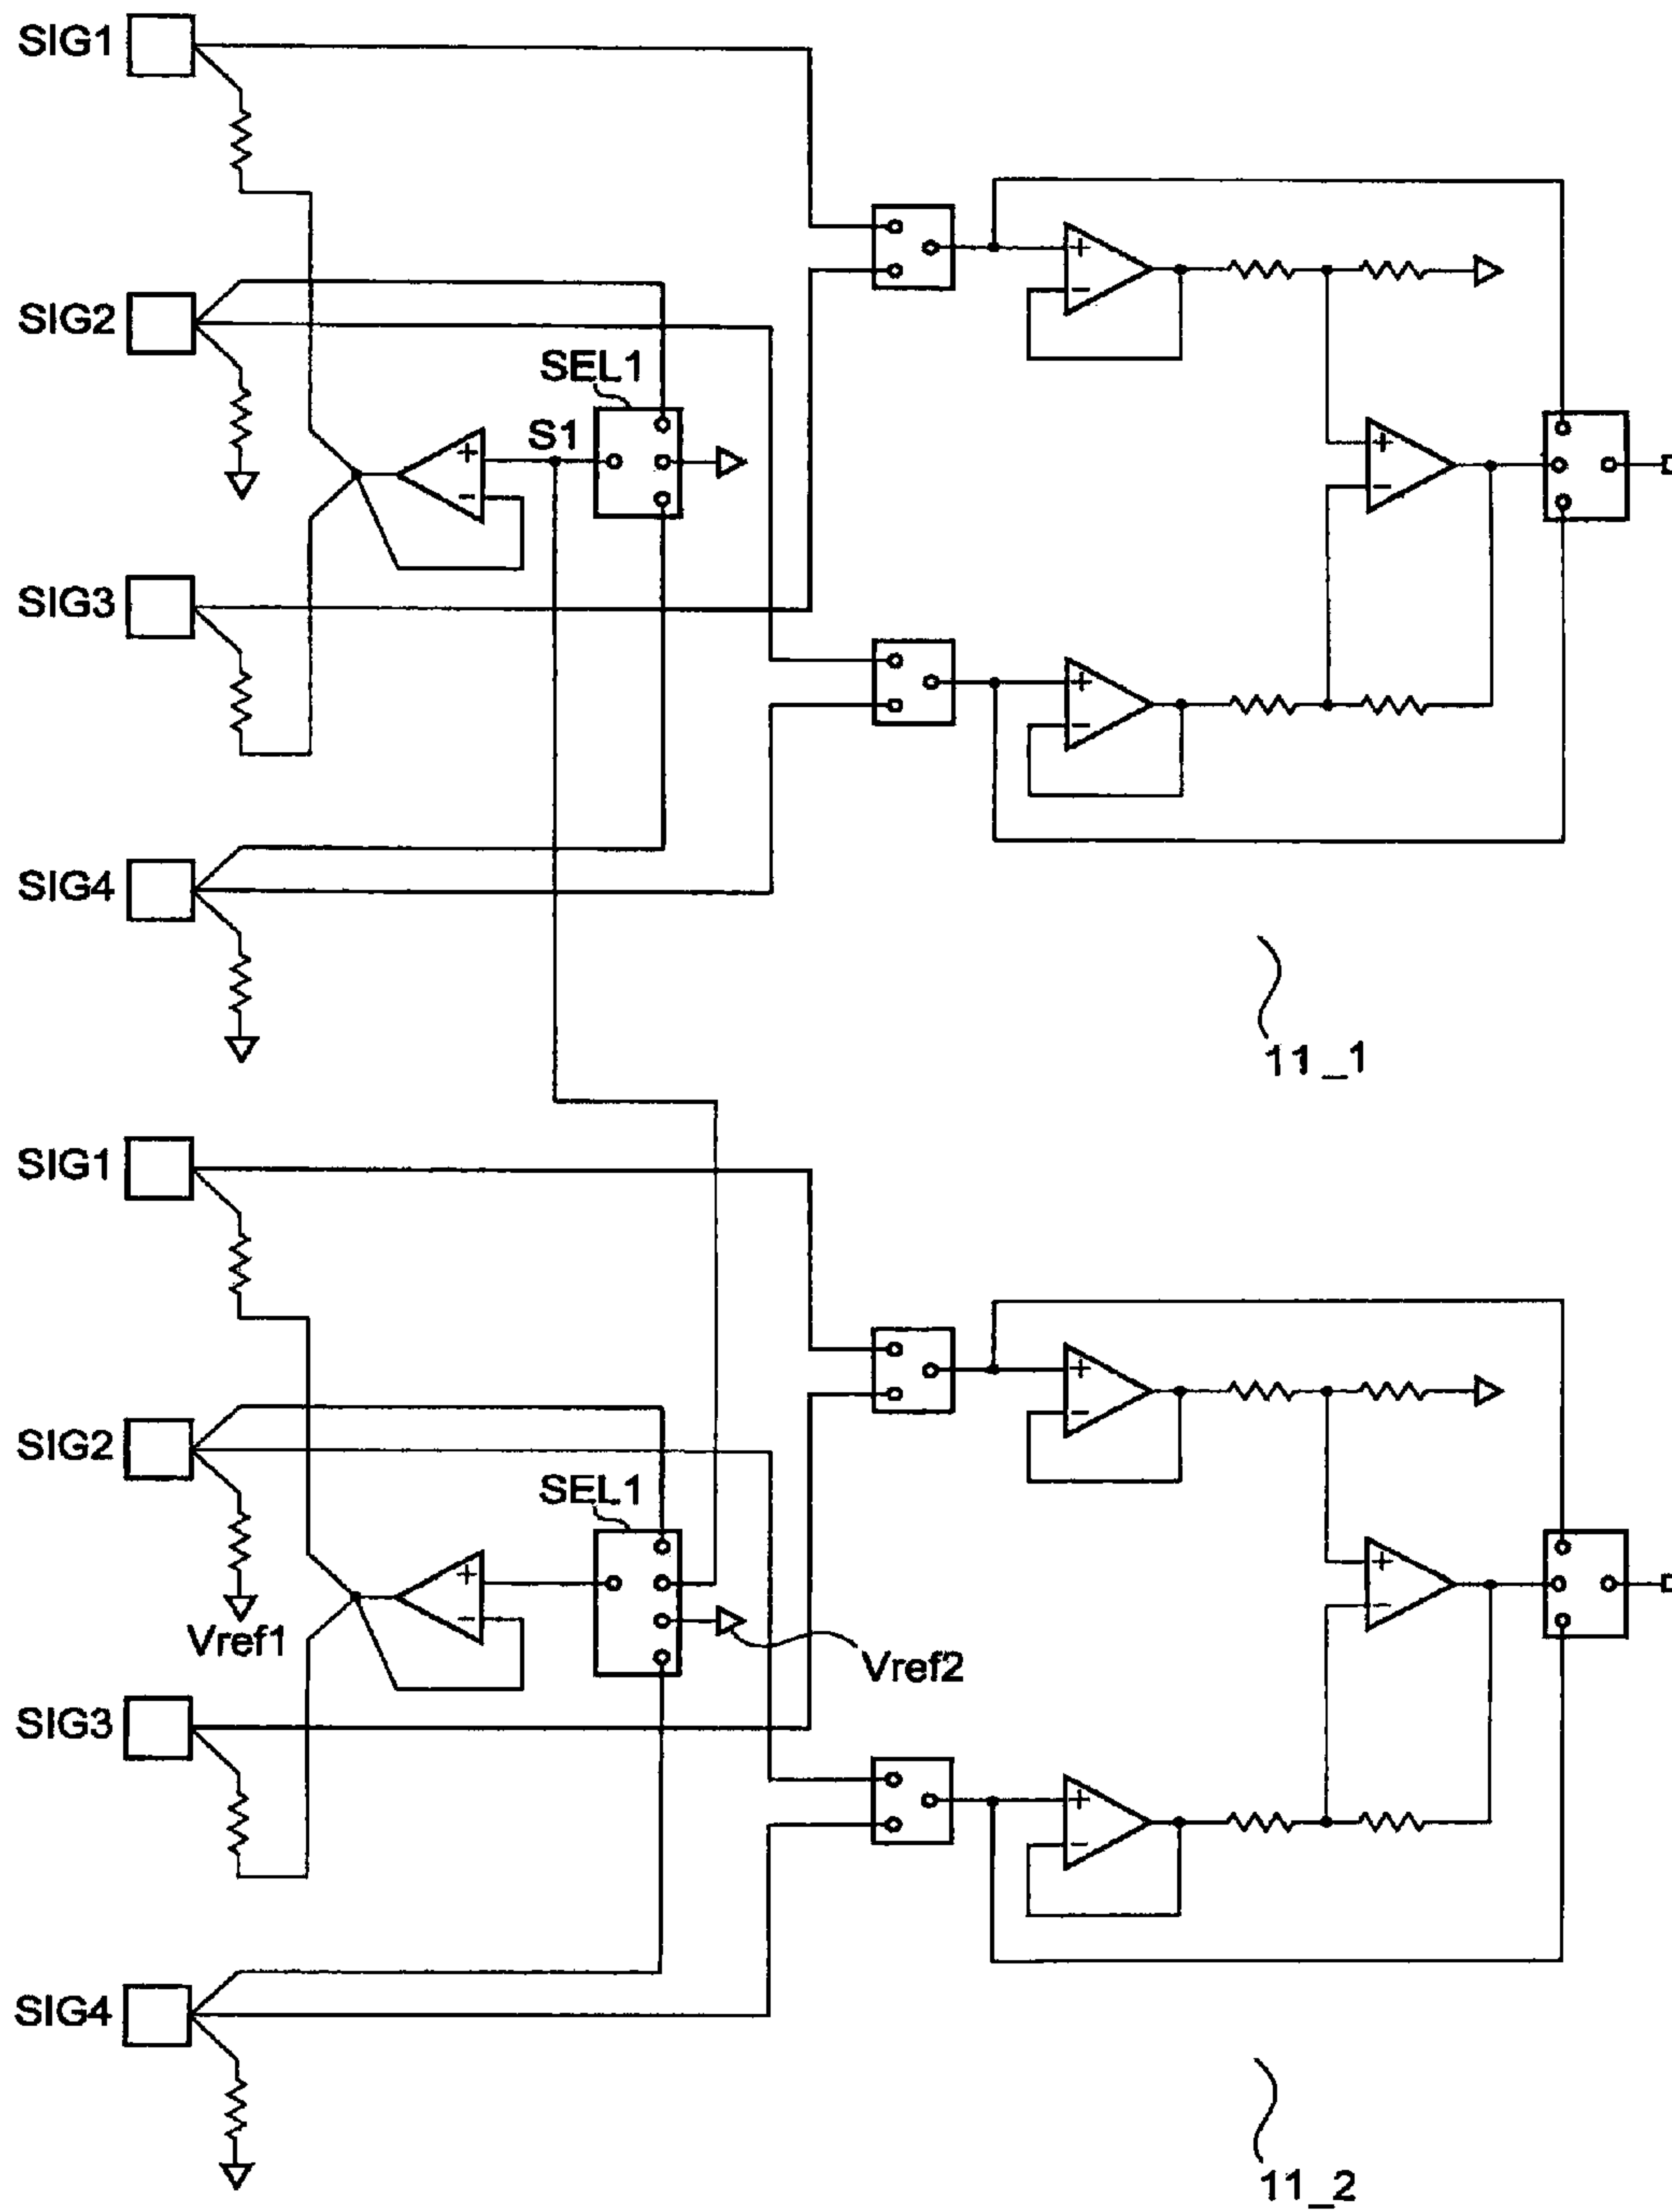 SIG1
SIG2
SEL1
S1
+
−
SIG3
SIG4
+
−
+
−
+
−
11_1
SIG1
SIG2
SEL1
+
−
Vref1
Vref2
SIG3
SIG4
+
−
+
−
+
−
11_2